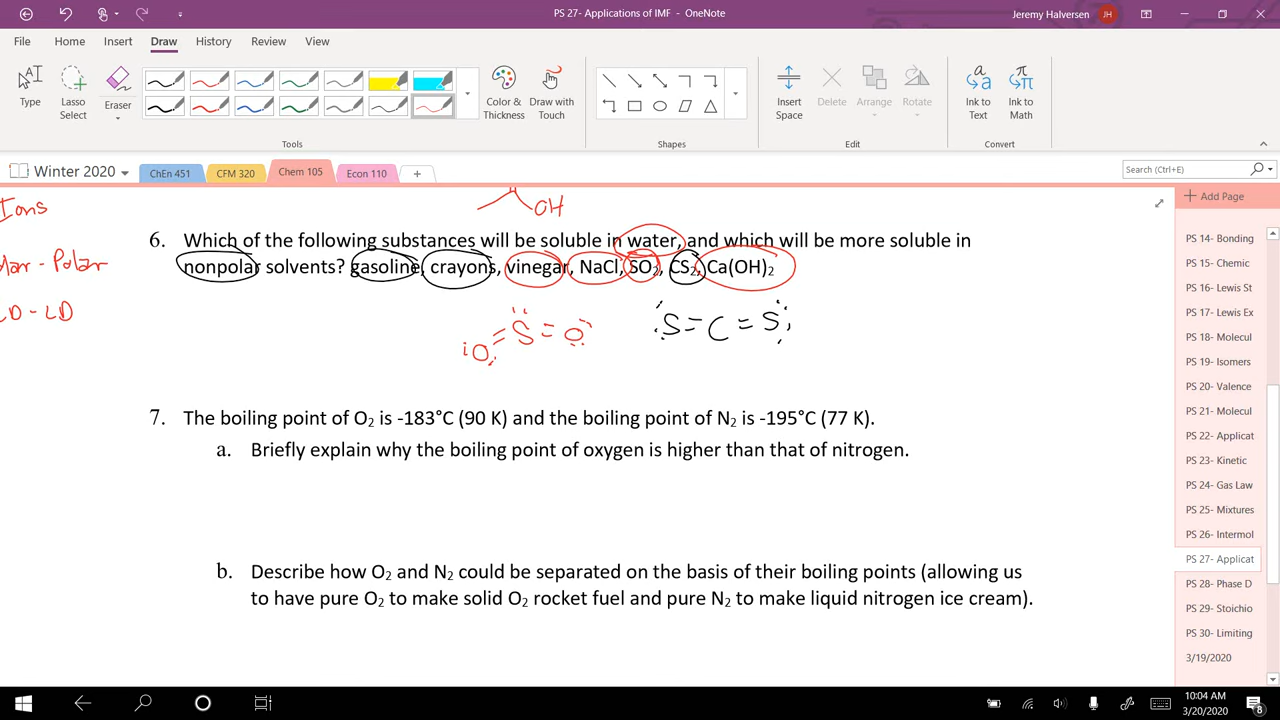 PS 27- Applications of IMF - OneNote
Jeremy Halversen JH
File Home Insert Draw History Review View
Type Lasso Select Eraser Color & Thickness Draw with Touch Insert Space Delete Arrange Rotate Ink to Text Ink to Math
Tools Shapes Edit Convert
Winter 2020 ChEn 451 CFM 320 Chem 105 Econ 110 Search (Ctrl+E)
Add Page
PS 14- Bonding
PS 15- Chemic
PS 16- Lewis St
PS 17- Lewis Ex
PS 18- Molecul
PS 19- Isomers
PS 20- Valence
PS 21- Molecul
PS 22- Applicat
PS 23- Kinetic
PS 24- Gas Law
PS 25- Mixtures
PS 26- Intermol
PS 27- Applicat
PS 28- Phase D
PS 29- Stoichio
PS 30- Limiting
3/19/2020
Ions
OH
lar - Polar
LD - LD
6. Which of the following substances will be soluble in water, and which will be more soluble in
nonpolar solvents? gasoline, crayons, vinegar, NaCl, SO2, CS2, Ca(OH)2
O=S=O S=C=S
7. The boiling point of O2 is -183°C (90 K) and the boiling point of N2 is -195°C (77 K).
a. Briefly explain why the boiling point of oxygen is higher than that of nitrogen.
b. Describe how O2 and N2 could be separated on the basis of their boiling points (allowing us
to have pure O2 to make solid O2 rocket fuel and pure N2 to make liquid nitrogen ice cream).
10:04 AM
3/20/2020
8